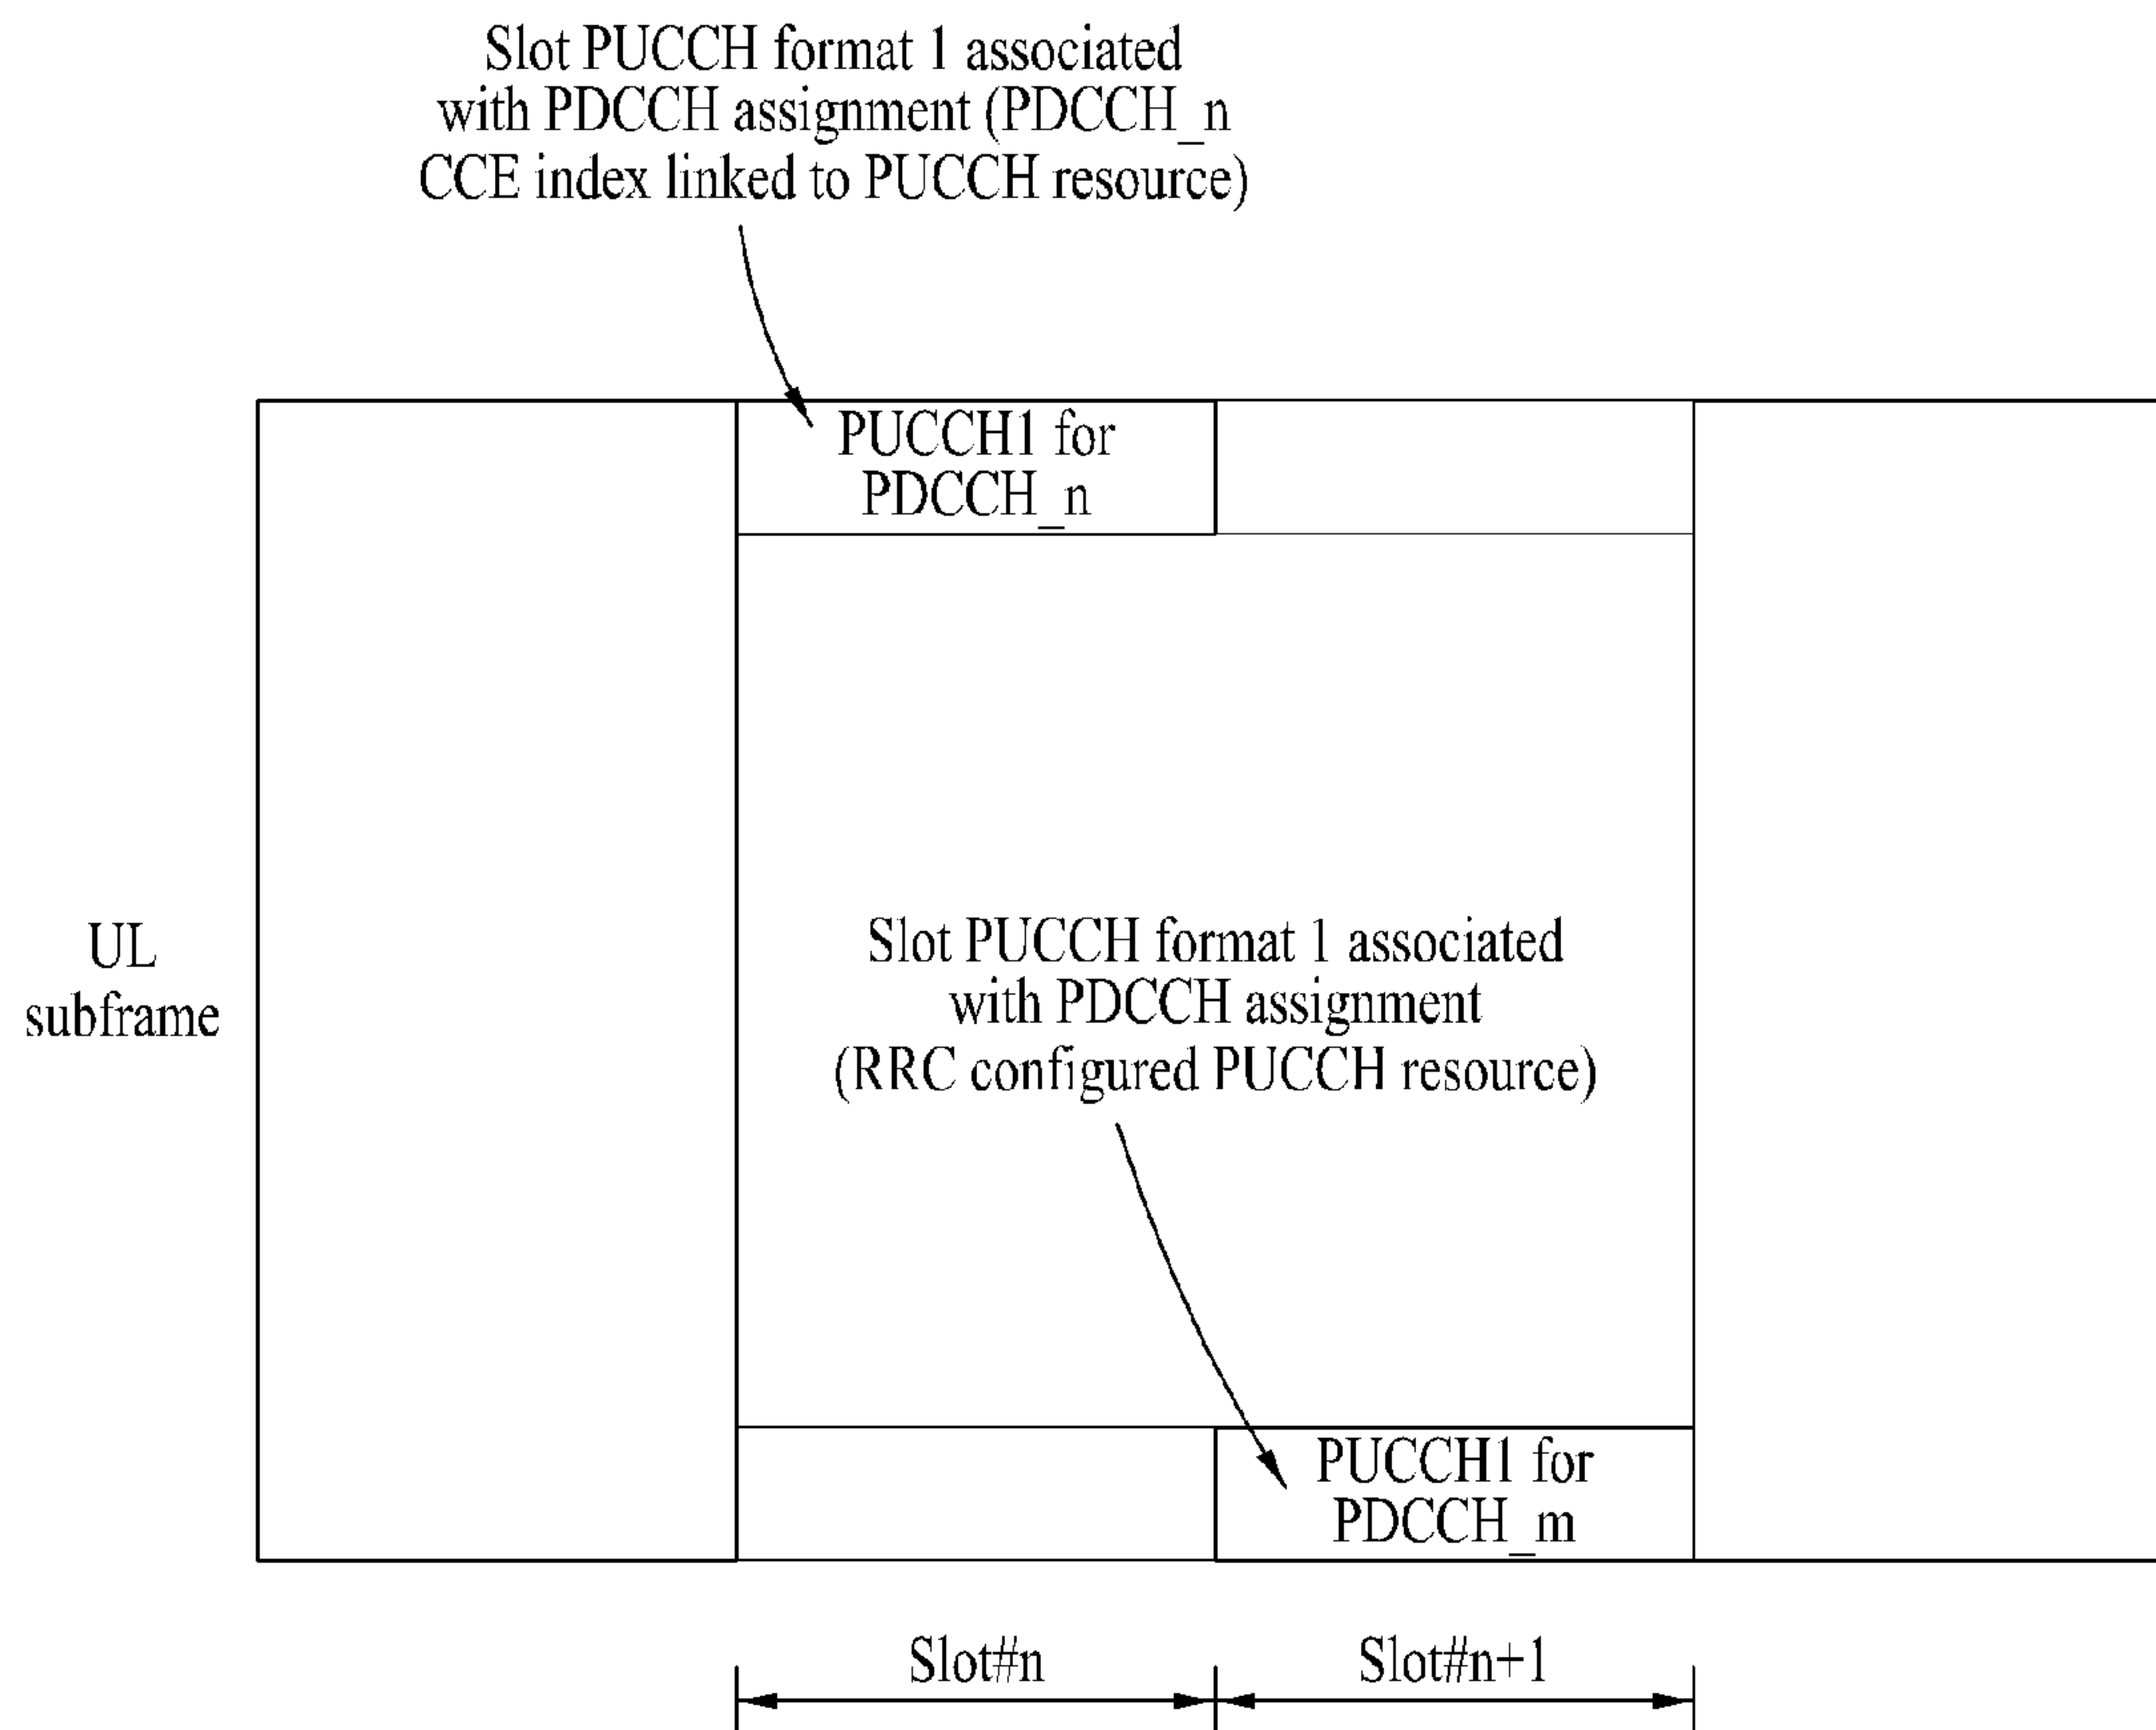 Slot PUCCH format 1 associated
with PDCCH assignment (PDCCH_n
CCE index linked to PUCCH resource)
PUCCH1 for
PDCCH_n
UL
subframe
Slot PUCCH format 1 associated
with PDCCH assignment
(RRC configured PUCCH resource)
PUCCH1 for
PDCCH_m
Slot#n
Slot#n+1